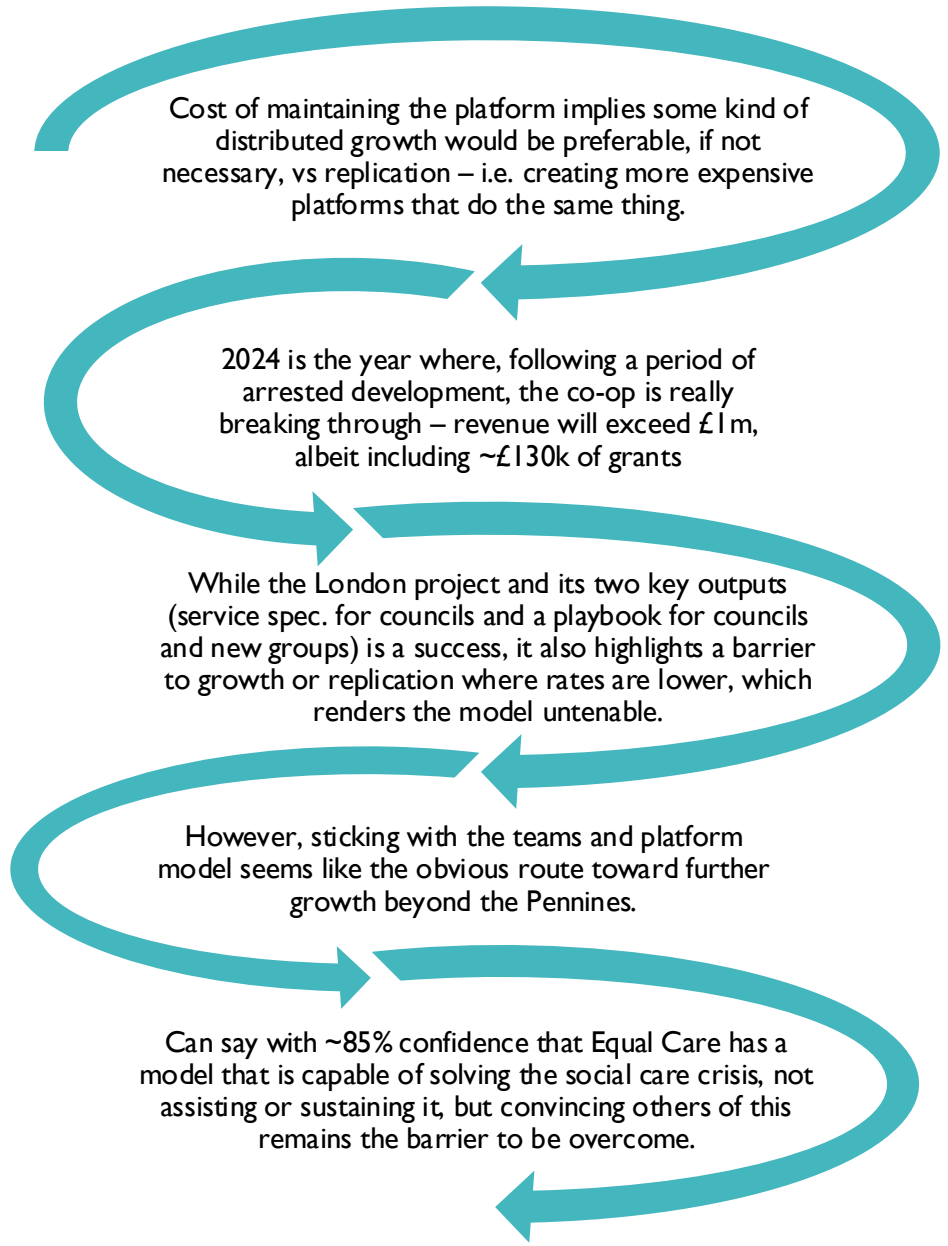 Cost of maintaining the platform implies some kind of
distributed growth would be preferable, if not
necessary, vs replication – i.e. creating more expensive
platforms that do the same thing.
2024 is the year where, following a period of
arrested development, the co-op is really
breaking through – revenue will exceed £1m,
albeit including ~£130k of grants
While the London project and its two key outputs
(service spec. for councils and a playbook for councils
and new groups) is a success, it also highlights a barrier
to growth or replication where rates are lower, which
renders the model untenable.
However, sticking with the teams and platform
model seems like the obvious route toward further
growth beyond the Pennines.
Can say with ~85% confidence that Equal Care has a
model that is capable of solving the social care crisis, not
assisting or sustaining it, but convincing others of this
remains the barrier to be overcome.